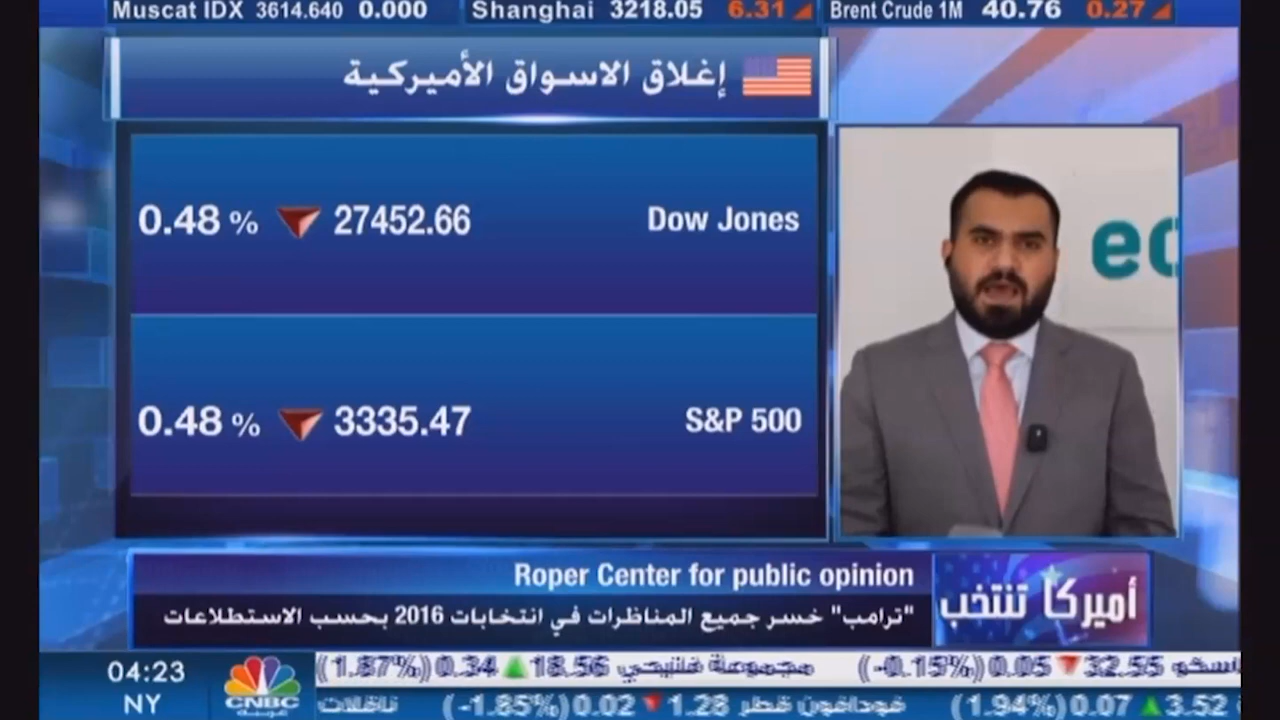 Muscat IDX 3614.640 0.000 Shanghai 3218.05 6.31 Brent Crude 1M 40.76 0.27
إغلاق الاسواق الأميركية
Dow Jones 27452.66 0.48 %
S&P 500 3335.47 0.48 %
Roper Center for public opinion
أميركا تنتخب
"ترامب" خسر جميع المناظرات في انتخابات 2016 بحسب الاستطلاعات
32.55 0.05 (-0.15%) مجموعة فتيحي 18.56 0.34 (1.87%)
3.52 0.07 (1.94%) فودافون قطر 1.28 0.02 (-1.85%) ناقلات
04:23
NY
CNBC
عربية